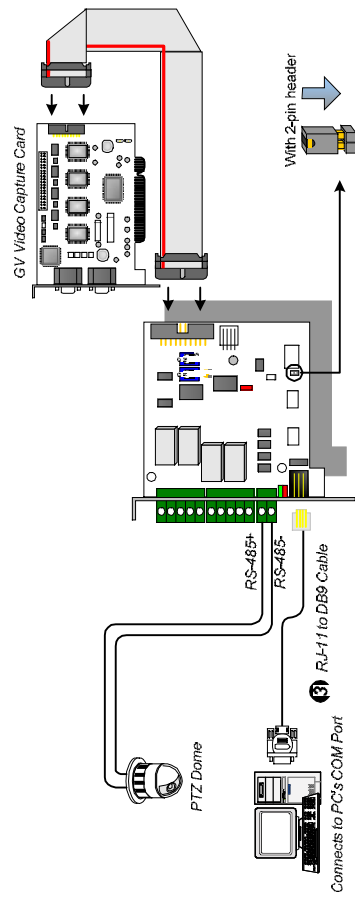 GV Video Capture Card
With 2-pin header
RS-485+
RS-485-
PTZ Dome
3 RJ-11 to DB9 Cable
Connects to PC's COM Port